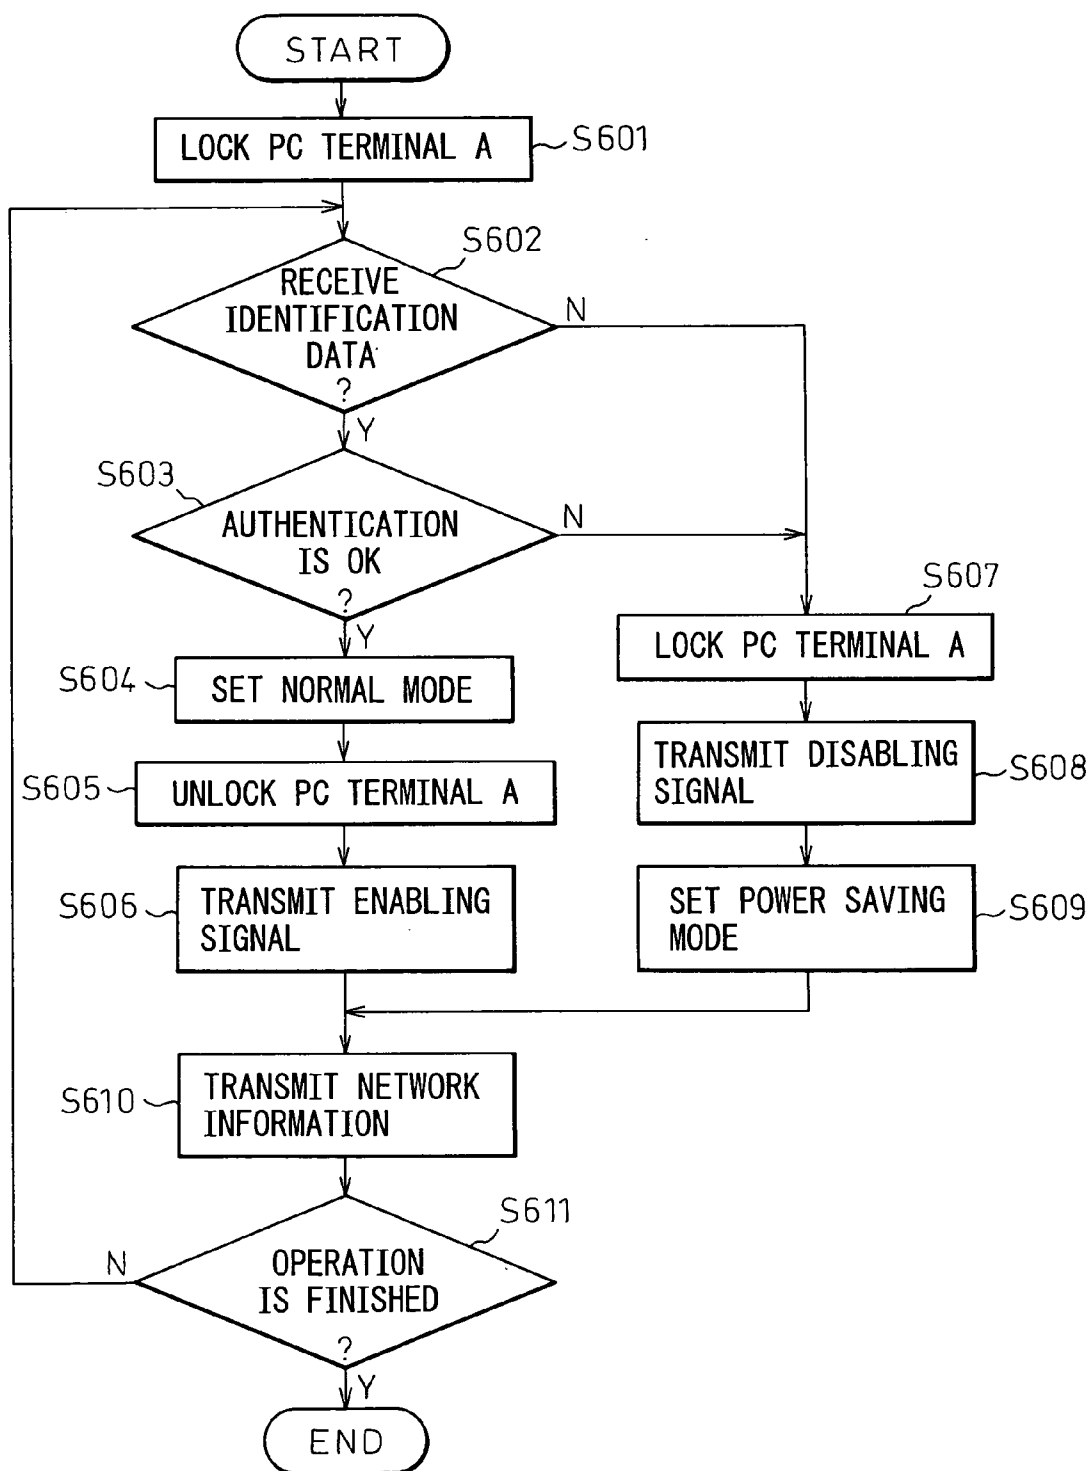 START
LOCK PC TERMINAL A
S601
S602
RECEIVE
IDENTIFICATION
DATA
?
N
Y
S603
AUTHENTICATION
IS OK
?
N
Y
S607
LOCK PC TERMINAL A
S604
SET NORMAL MODE
TRANSMIT DISABLING
SIGNAL
S608
S605
UNLOCK PC TERMINAL A
S606
TRANSMIT ENABLING
SIGNAL
SET POWER SAVING
MODE
S609
S610
TRANSMIT NETWORK
INFORMATION
S611
N
OPERATION
IS FINISHED
?
Y
END